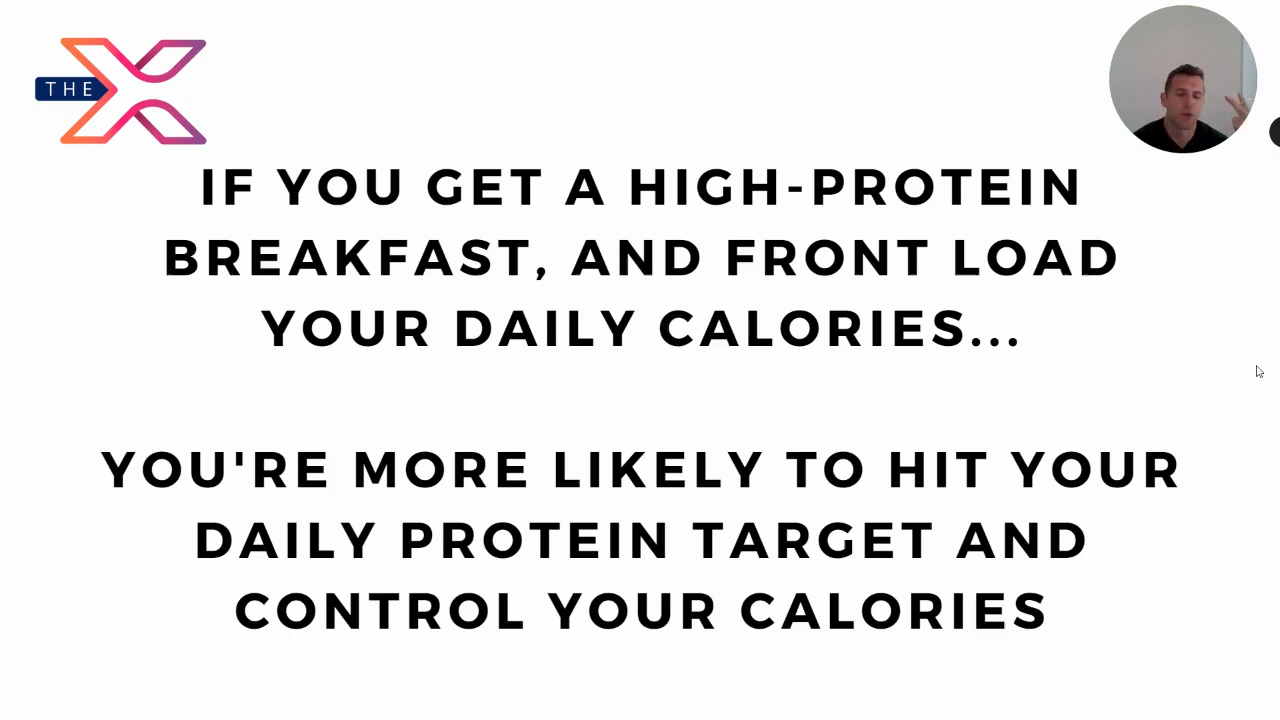 THE X
IF YOU GET A HIGH-PROTEIN
BREAKFAST, AND FRONT LOAD
YOUR DAILY CALORIES...
YOU'RE MORE LIKELY TO HIT YOUR
DAILY PROTEIN TARGET AND
CONTROL YOUR CALORIES